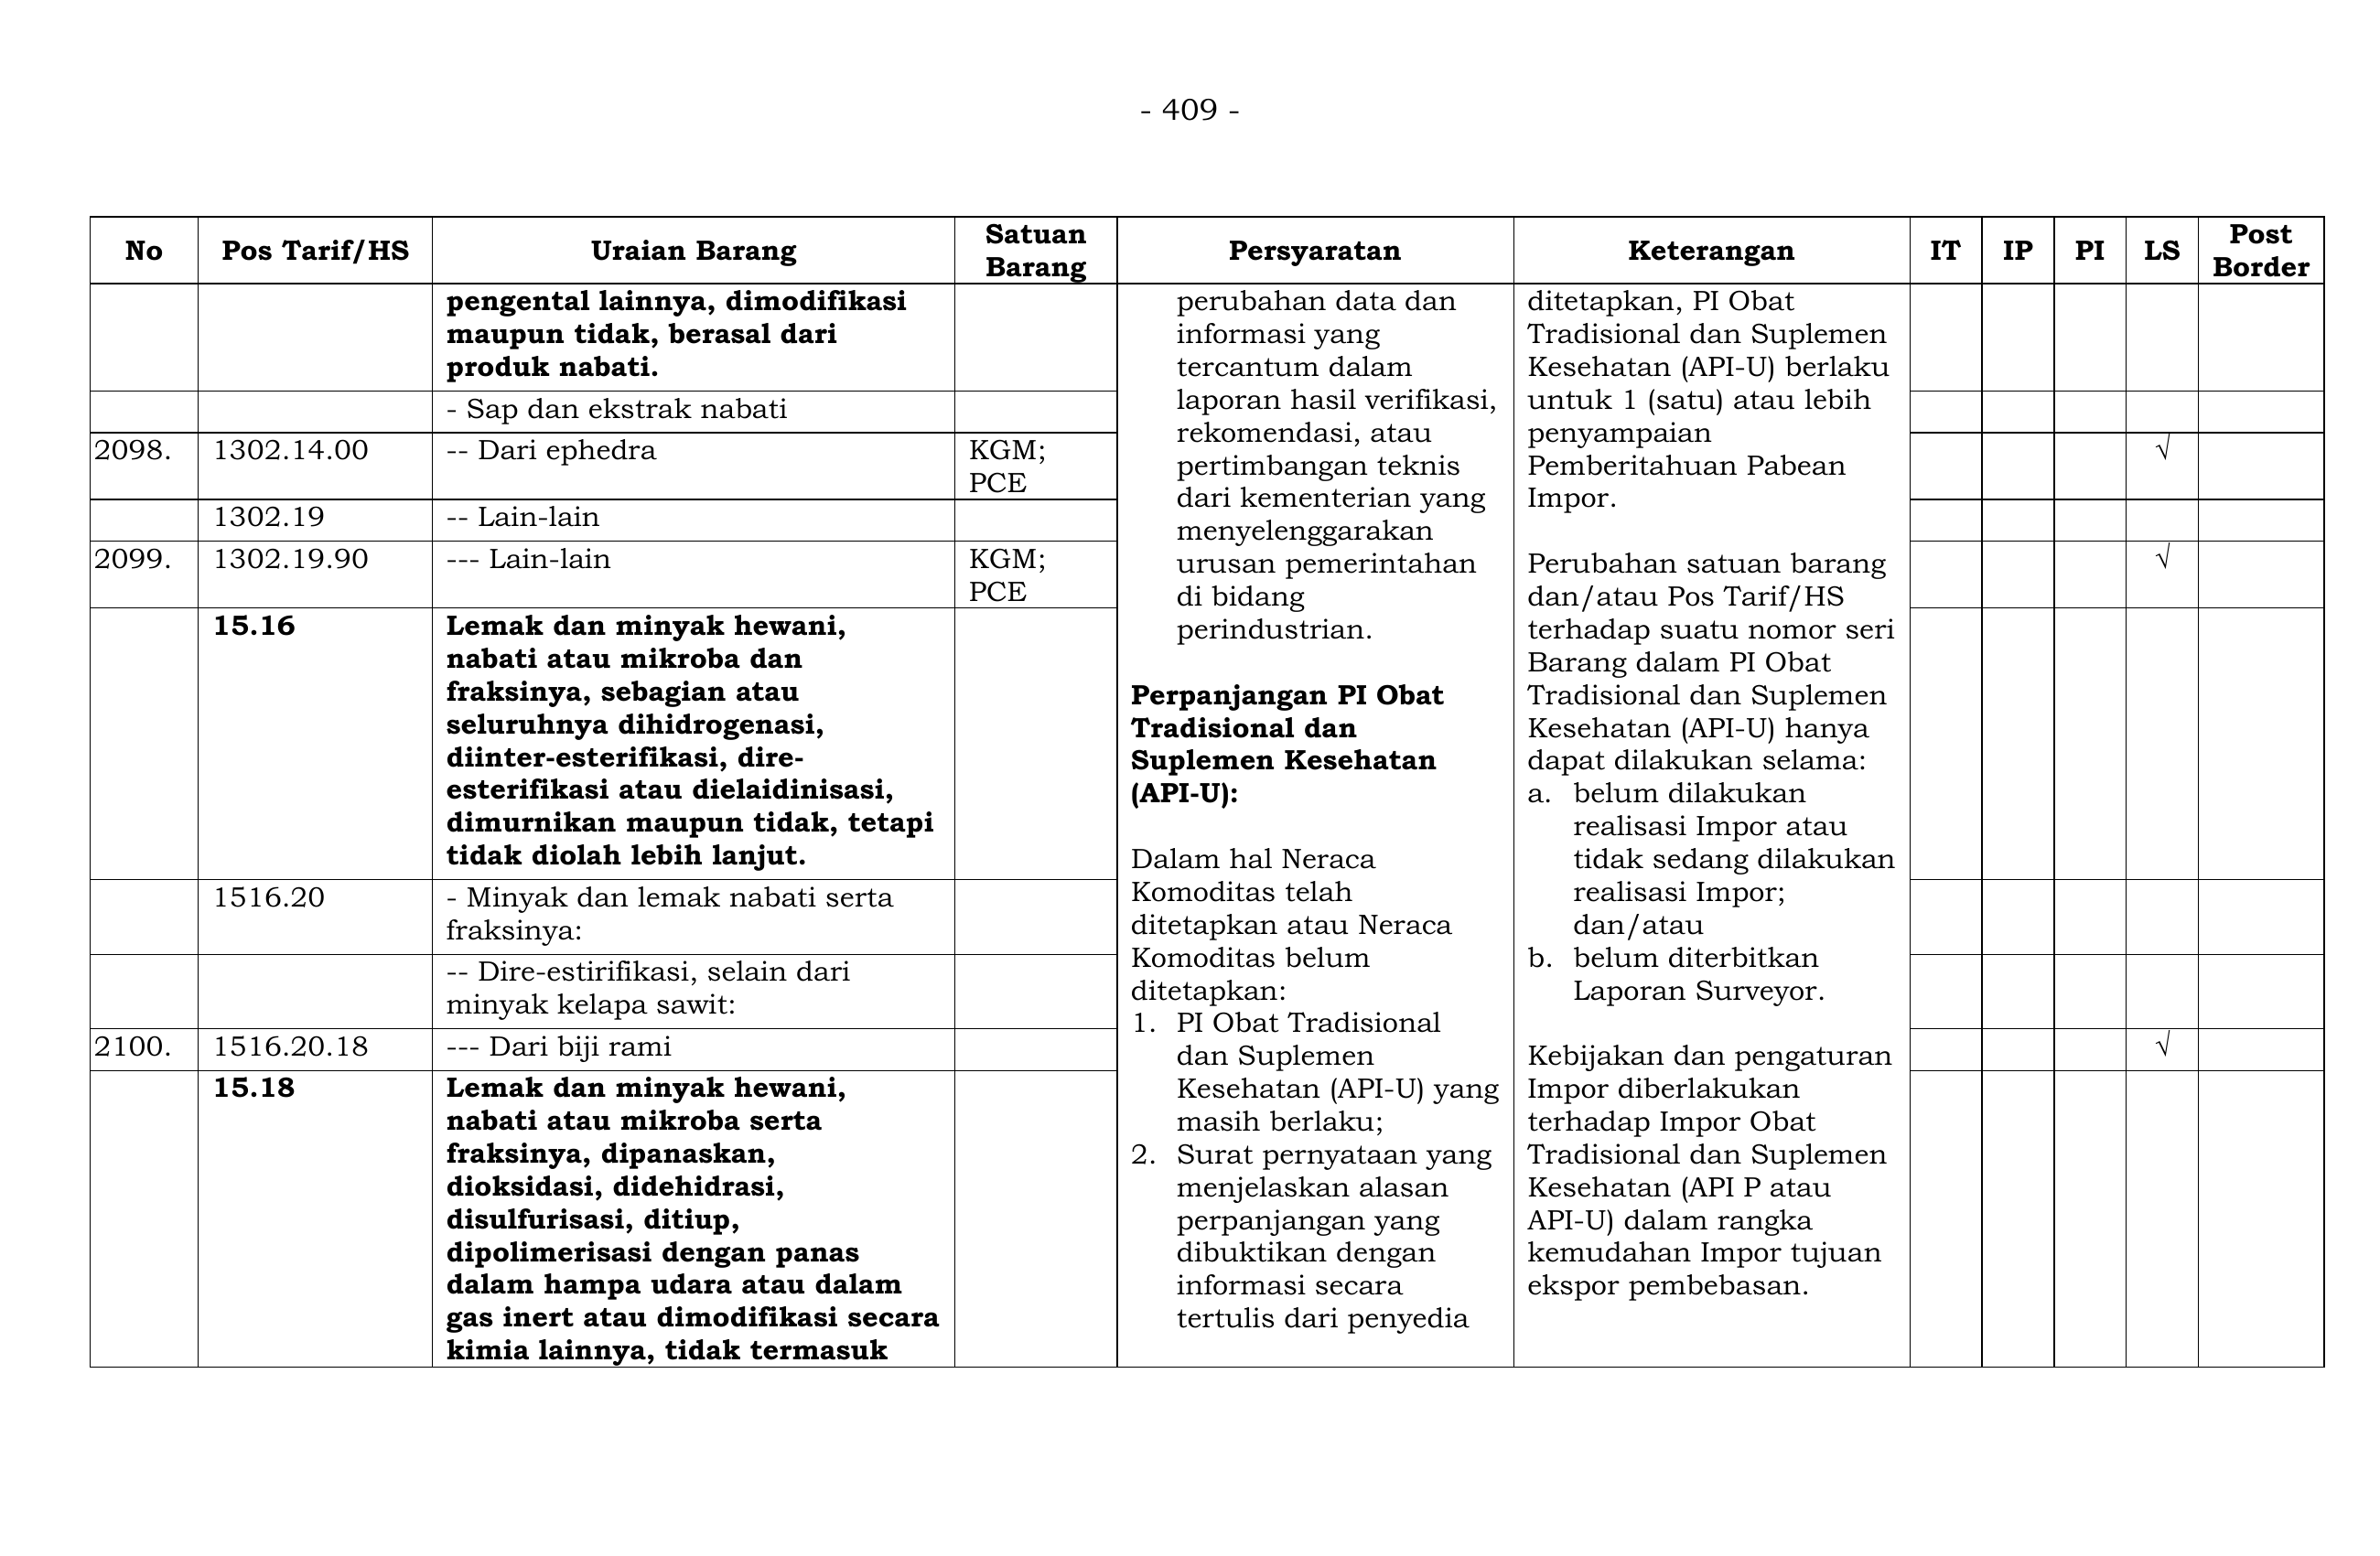 - 409 -
No Pos Tarif/HS Uraian Barang Satuan Barang Persyaratan Keterangan IT IP PI LS Post Border
pengental lainnya, dimodifikasi
maupun tidak, berasal dari
produk nabati.
- Sap dan ekstrak nabati
2098. 1302.14.00 -- Dari ephedra KGM; √
PCE
1302.19 -- Lain-lain
2099. 1302.19.90 --- Lain-lain KGM; √
PCE
15.16 Lemak dan minyak hewani,
nabati atau mikroba dan
fraksinya, sebagian atau
seluruhnya dihidrogenasi,
diinter-esterifikasi, dire-
esterifikasi atau dielaidinisasi,
dimurnikan maupun tidak, tetapi
tidak diolah lebih lanjut.
1516.20 - Minyak dan lemak nabati serta
fraksinya:
-- Dire-estirifikasi, selain dari
minyak kelapa sawit:
2100. 1516.20.18 --- Dari biji rami √
15.18 Lemak dan minyak hewani,
nabati atau mikroba serta
fraksinya, dipanaskan,
dioksidasi, didehidrasi,
disulfurisasi, ditiup,
dipolimerisasi dengan panas
dalam hampa udara atau dalam
gas inert atau dimodifikasi secara
kimia lainnya, tidak termasuk
perubahan data dan
informasi yang
tercantum dalam
laporan hasil verifikasi,
rekomendasi, atau
pertimbangan teknis
dari kementerian yang
menyelenggarakan
urusan pemerintahan
di bidang
perindustrian.
Perpanjangan PI Obat
Tradisional dan
Suplemen Kesehatan
(API-U):
Dalam hal Neraca
Komoditas telah
ditetapkan atau Neraca
Komoditas belum
ditetapkan:
1. PI Obat Tradisional
dan Suplemen
Kesehatan (API-U) yang
masih berlaku;
2. Surat pernyataan yang
menjelaskan alasan
perpanjangan yang
dibuktikan dengan
informasi secara
tertulis dari penyedia
ditetapkan, PI Obat
Tradisional dan Suplemen
Kesehatan (API-U) berlaku
untuk 1 (satu) atau lebih
penyampaian
Pemberitahuan Pabean
Impor.
Perubahan satuan barang
dan/atau Pos Tarif/HS
terhadap suatu nomor seri
Barang dalam PI Obat
Tradisional dan Suplemen
Kesehatan (API-U) hanya
dapat dilakukan selama:
a. belum dilakukan
realisasi Impor atau
tidak sedang dilakukan
realisasi Impor;
dan/atau
b. belum diterbitkan
Laporan Surveyor.
Kebijakan dan pengaturan
Impor diberlakukan
terhadap Impor Obat
Tradisional dan Suplemen
Kesehatan (API P atau
API-U) dalam rangka
kemudahan Impor tujuan
ekspor pembebasan.